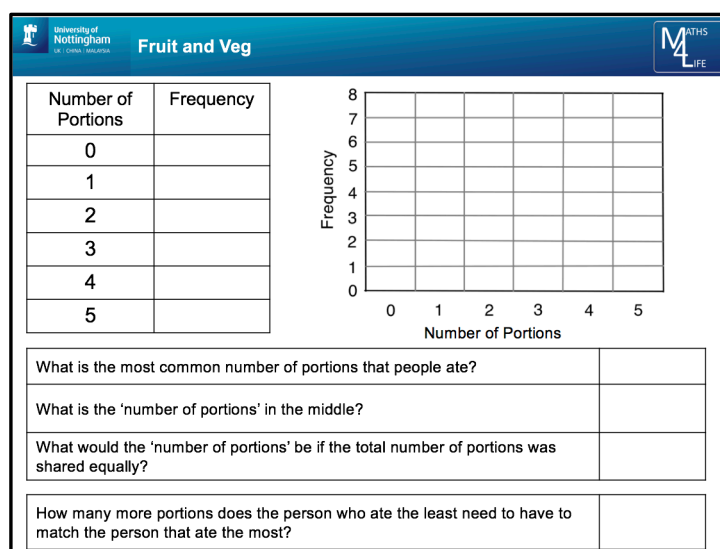 University of
Nottingham
UK | CHINA | MALAYSIA
Fruit and Veg
MATHS
4
LIFE
Number of Portions
Frequency
0
1
2
3
4
5
Frequency
8
7
6
5
4
3
2
1
0
0 1 2 3 4 5
Number of Portions
What is the most common number of portions that people ate?
What is the ‘number of portions’ in the middle?
What would the ‘number of portions’ be if the total number of portions was
shared equally?
How many more portions does the person who ate the least need to have to
match the person that ate the most?